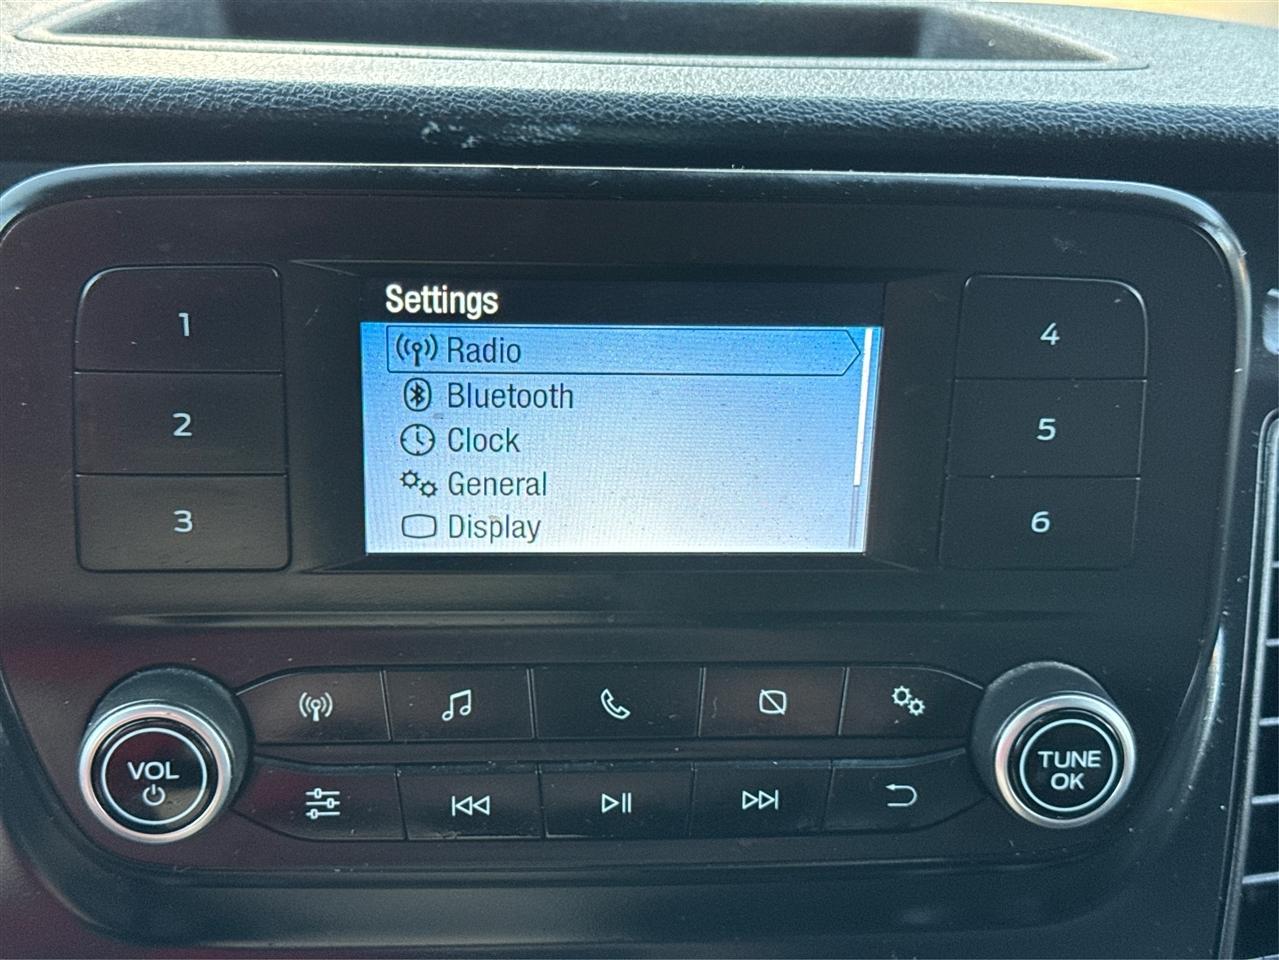 Settings
Radio
Bluetooth
Clock
General
Display
1
2
3
4
5
6
VOL
TUNE
OK